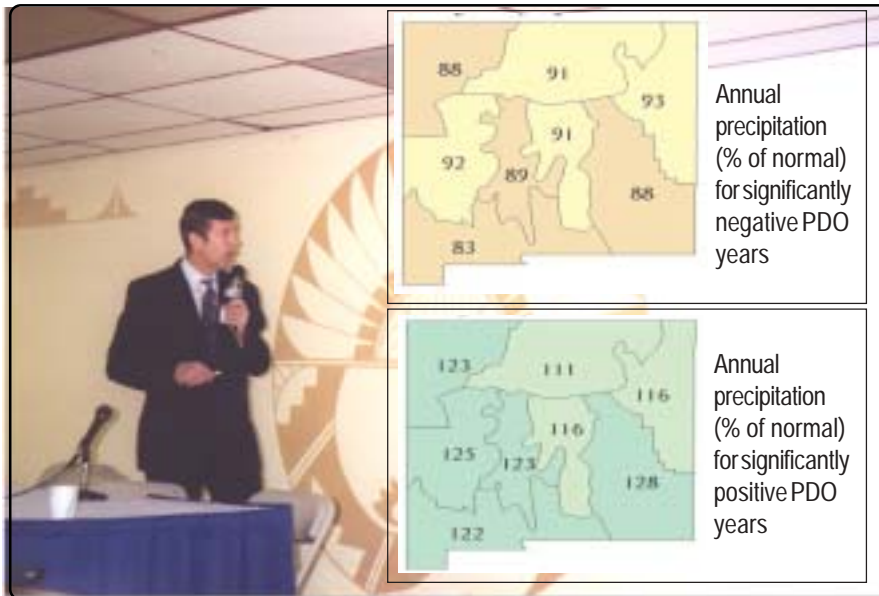 88
91
93
92
91
89
88
83
Annual
precipitation
(% of normal)
for significantly
negative PDO
years
123
111
116
125
123
116
128
122
Annual
precipitation
(% of normal)
for significantly
positive PDO
years